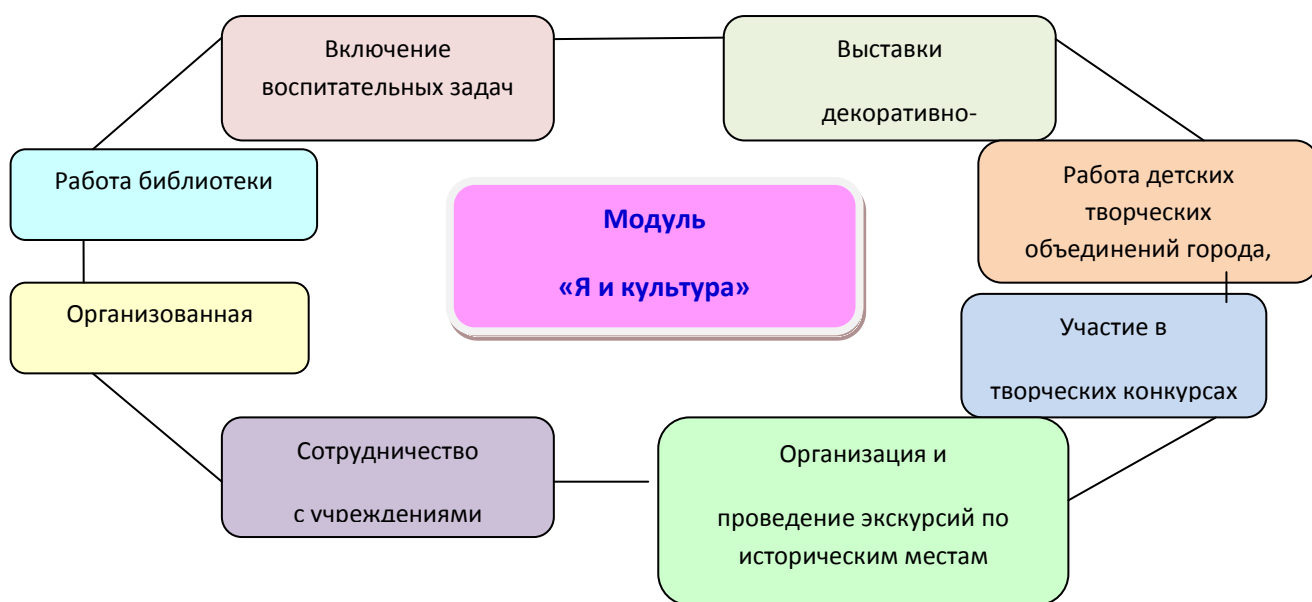 Включение
воспитательных задач
Выставки
декоративно-
Работа библиотеки
Модуль
«Я и культура»
Работа детских
творческих
объединений города,
Организованная
Участие в
творческих конкурсах
Сотрудничество
с учреждениями
Организация и
проведение экскурсий по
историческим местам